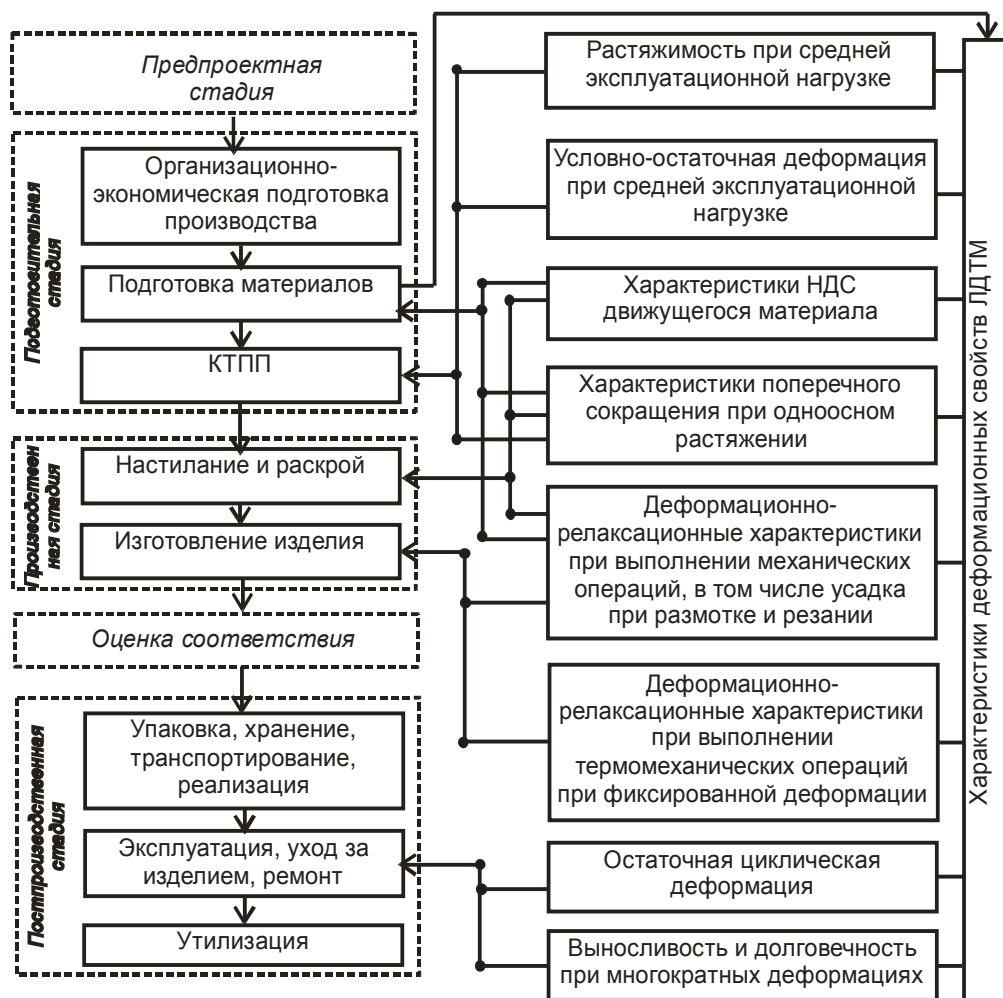 Предпроектная
стадия
Подготовительная
стадия
Организационно-
экономическая подготовка
производства
Подготовка материалов
КТПП
Производствен
ная стадия
Настилание и раскрой
Изготовление изделия
Оценка соответствия
Постпроизводственная
стадия
Упаковка, хранение,
транспортирование,
реализация
Эксплуатация, уход за
изделием, ремонт
Утилизация
Растяжимость при средней
эксплуатационной нагрузке
Условно-остаточная деформация
при средней эксплуатационной
нагрузке
Характеристики НДС
движущегося материала
Характеристики поперечного
сокращения при одноосном
растяжении
Деформационно-
релаксационные характеристики
при выполнении механических
операций, в том числе усадка
при размотке и резании
Деформационно-
релаксационные характеристики
при выполнении
термомеханических операций
при фиксированной деформации
Остаточная циклическая
деформация
Выносливость и долговечность
при многократных деформациях
Характеристики деформационных свойств ЛДТМ